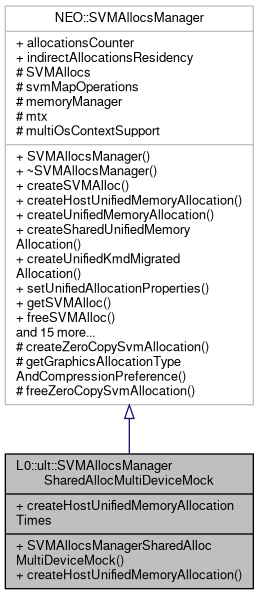 NEO::SVMAllocsManager
+ allocationsCounter
+ indirectAllocationsResidency
# SVMAllocs
# svmMapOperations
# memoryManager
# mtx
# multiOsContextSupport
+ SVMAllocsManager()
+ ~SVMAllocsManager()
+ createSVMAlloc()
+ createHostUnifiedMemoryAllocation()
+ createUnifiedMemoryAllocation()
+ createSharedUnifiedMemory
Allocation()
+ createUnifiedKmdMigrated
Allocation()
+ setUnifiedAllocationProperties()
+ getSVMAlloc()
+ freeSVMAlloc()
and 15 more...
# createZeroCopySvmAllocation()
# getGraphicsAllocationType
AndCompressionPreference()
# freeZeroCopySvmAllocation()
L0::ult::SVMAllocsManager
SharedAllocMultiDeviceMock
+ createHostUnifiedMemoryAllocation
Times
+ SVMAllocsManagerSharedAlloc
MultiDeviceMock()
+ createHostUnifiedMemoryAllocation()